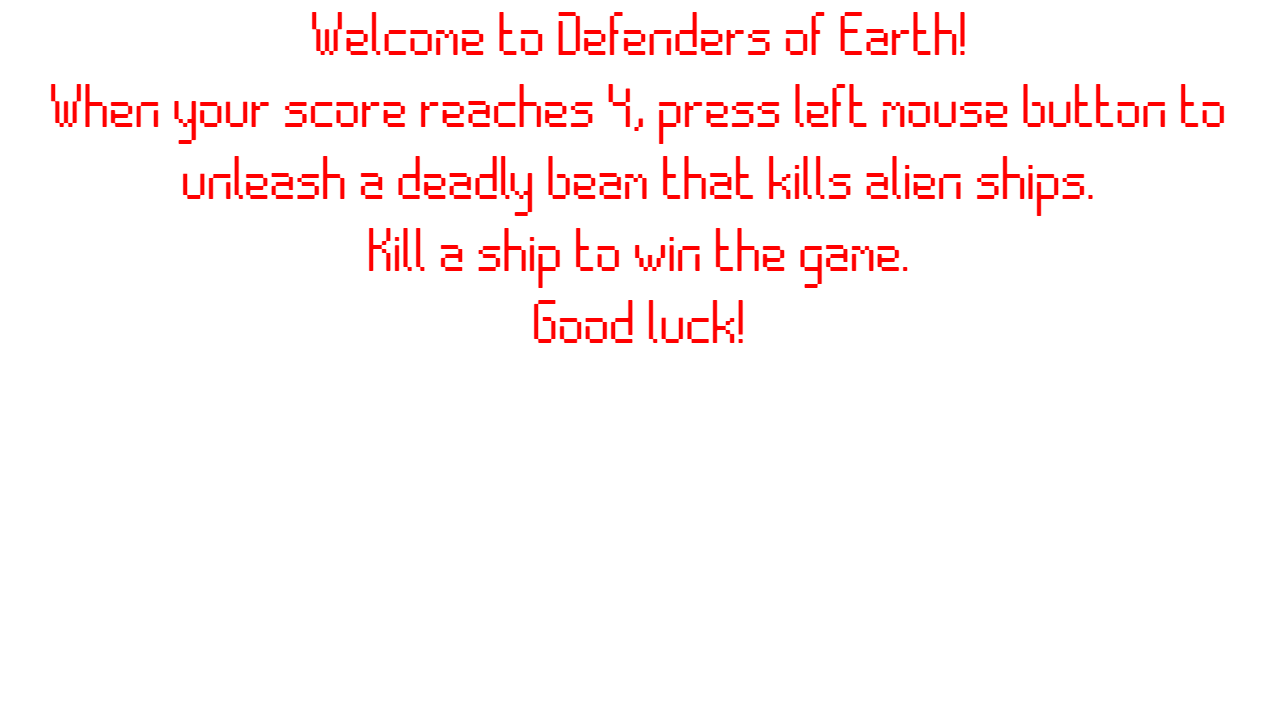 Welcome to Defenders of Earth!
When your score reaches 4, press left mouse button to
unleash a deadly beam that kills alien ships.
Kill a ship to win the game.
Good luck!